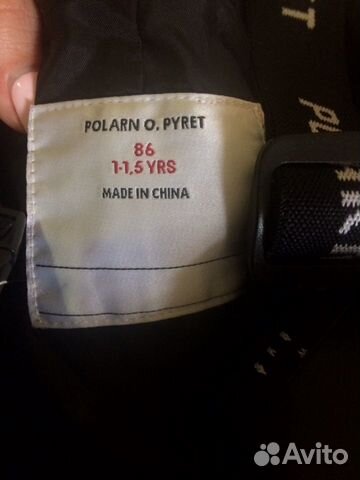 POLARN O. PYRET
86
1-1,5 YRS
MADE IN CHINA
Avito